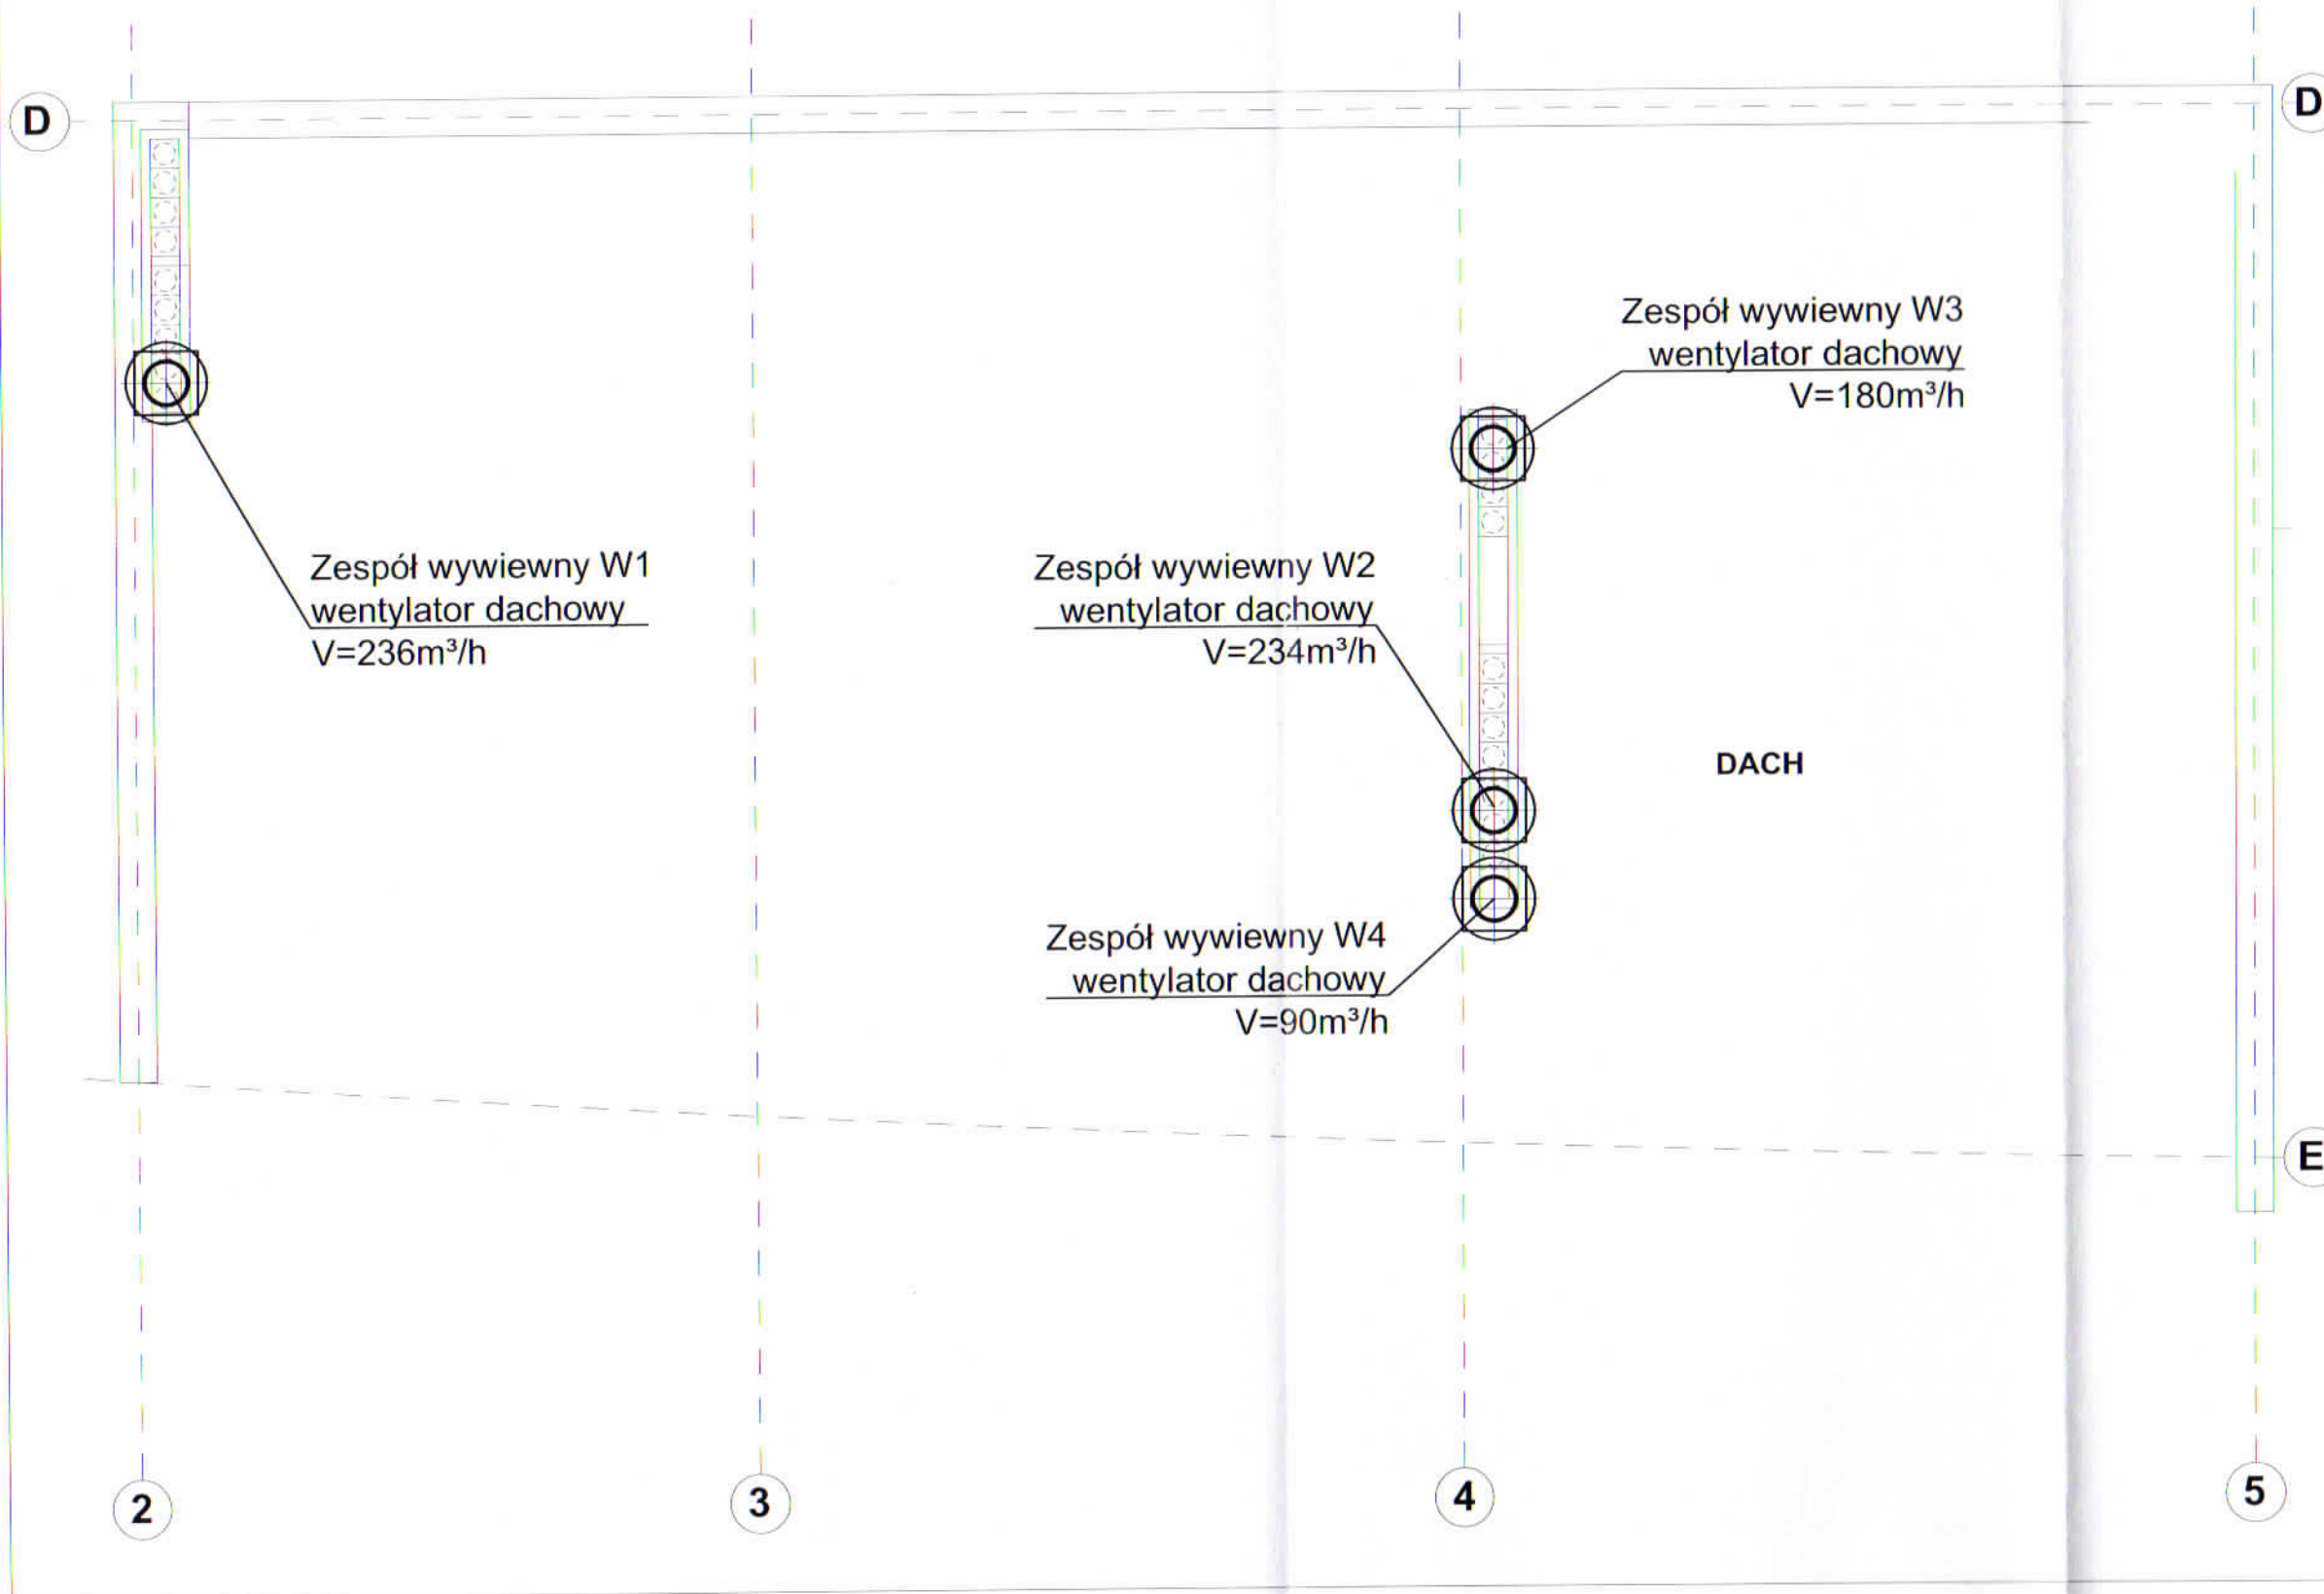 D
D
Zespół wywiewny W3
wentylator dachowy
V=180m³/h
Zespół wywiewny W1
wentylator dachowy
V=236m³/h
Zespół wywiewny W2
wentylator dachowy
V=234m³/h
DACH
Zespół wywiewny W4
wentylator dachowy
V=90m³/h
E
2
3
4
5